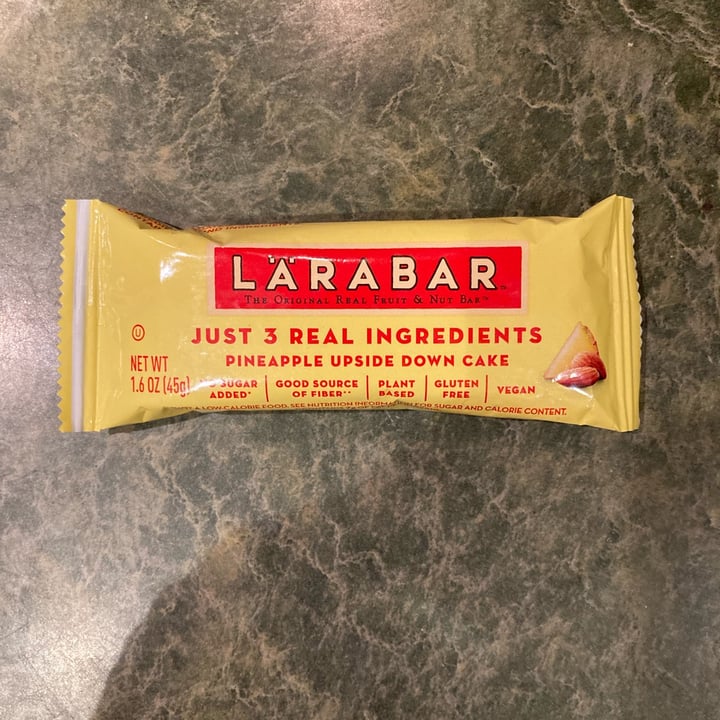 LÄRABAR
THE ORIGINAL REAL FRUIT & NUT BAR™
JUST 3 REAL INGREDIENTS
PINEAPPLE UPSIDE DOWN CAKE
U
NET WT
1.6 OZ (45g)
SUGAR
ADDED*
GOOD SOURCE
OF FIBER**
PLANT
BASED
GLUTEN
FREE
VEGAN
A LOW CALORIE FOOD. SEE NUTRITION INFORMATION FOR SUGAR AND CALORIE CONTENT.